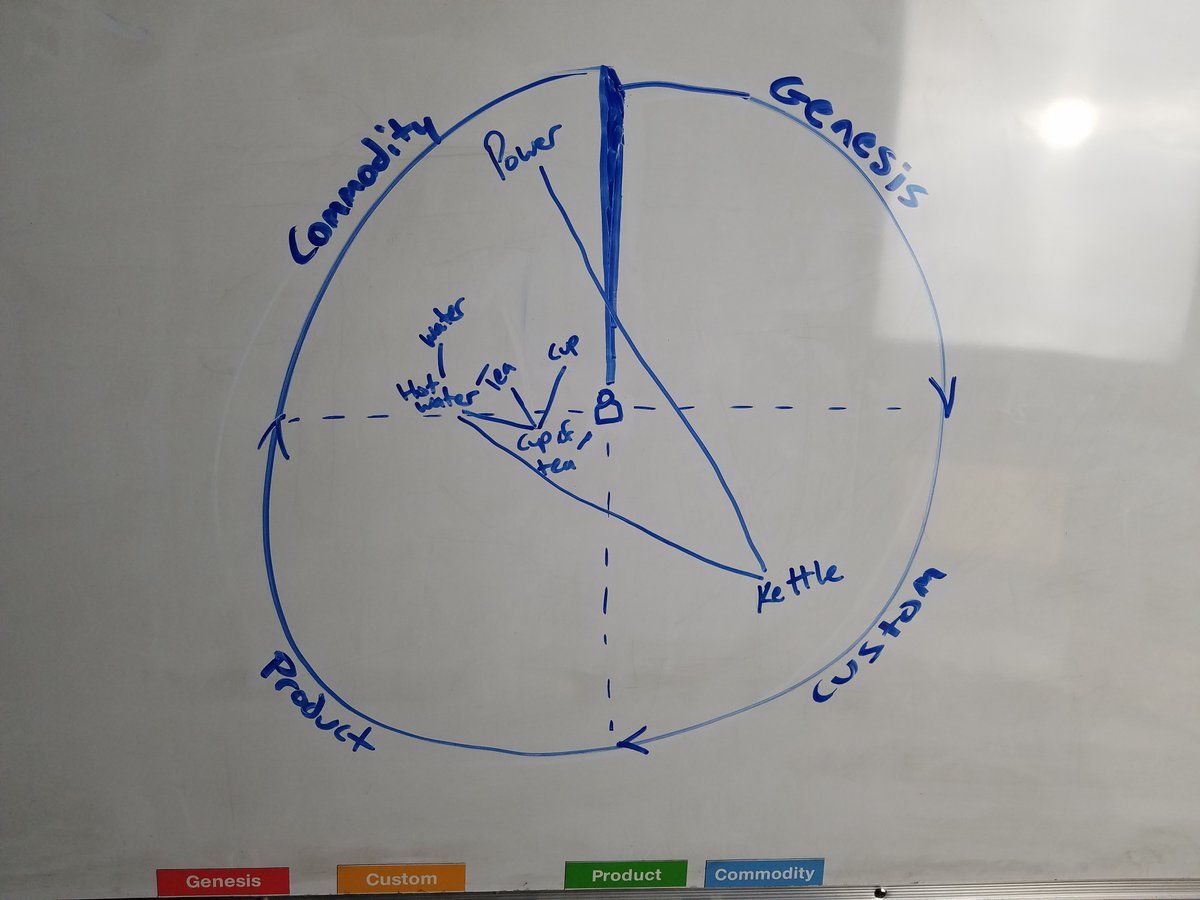 Genesis
Commodity
Power
water
Cup
Tea
Hot
water
Cup of
tea
Kettle
Custom
Product
Genesis
Custom
Product
Commodity